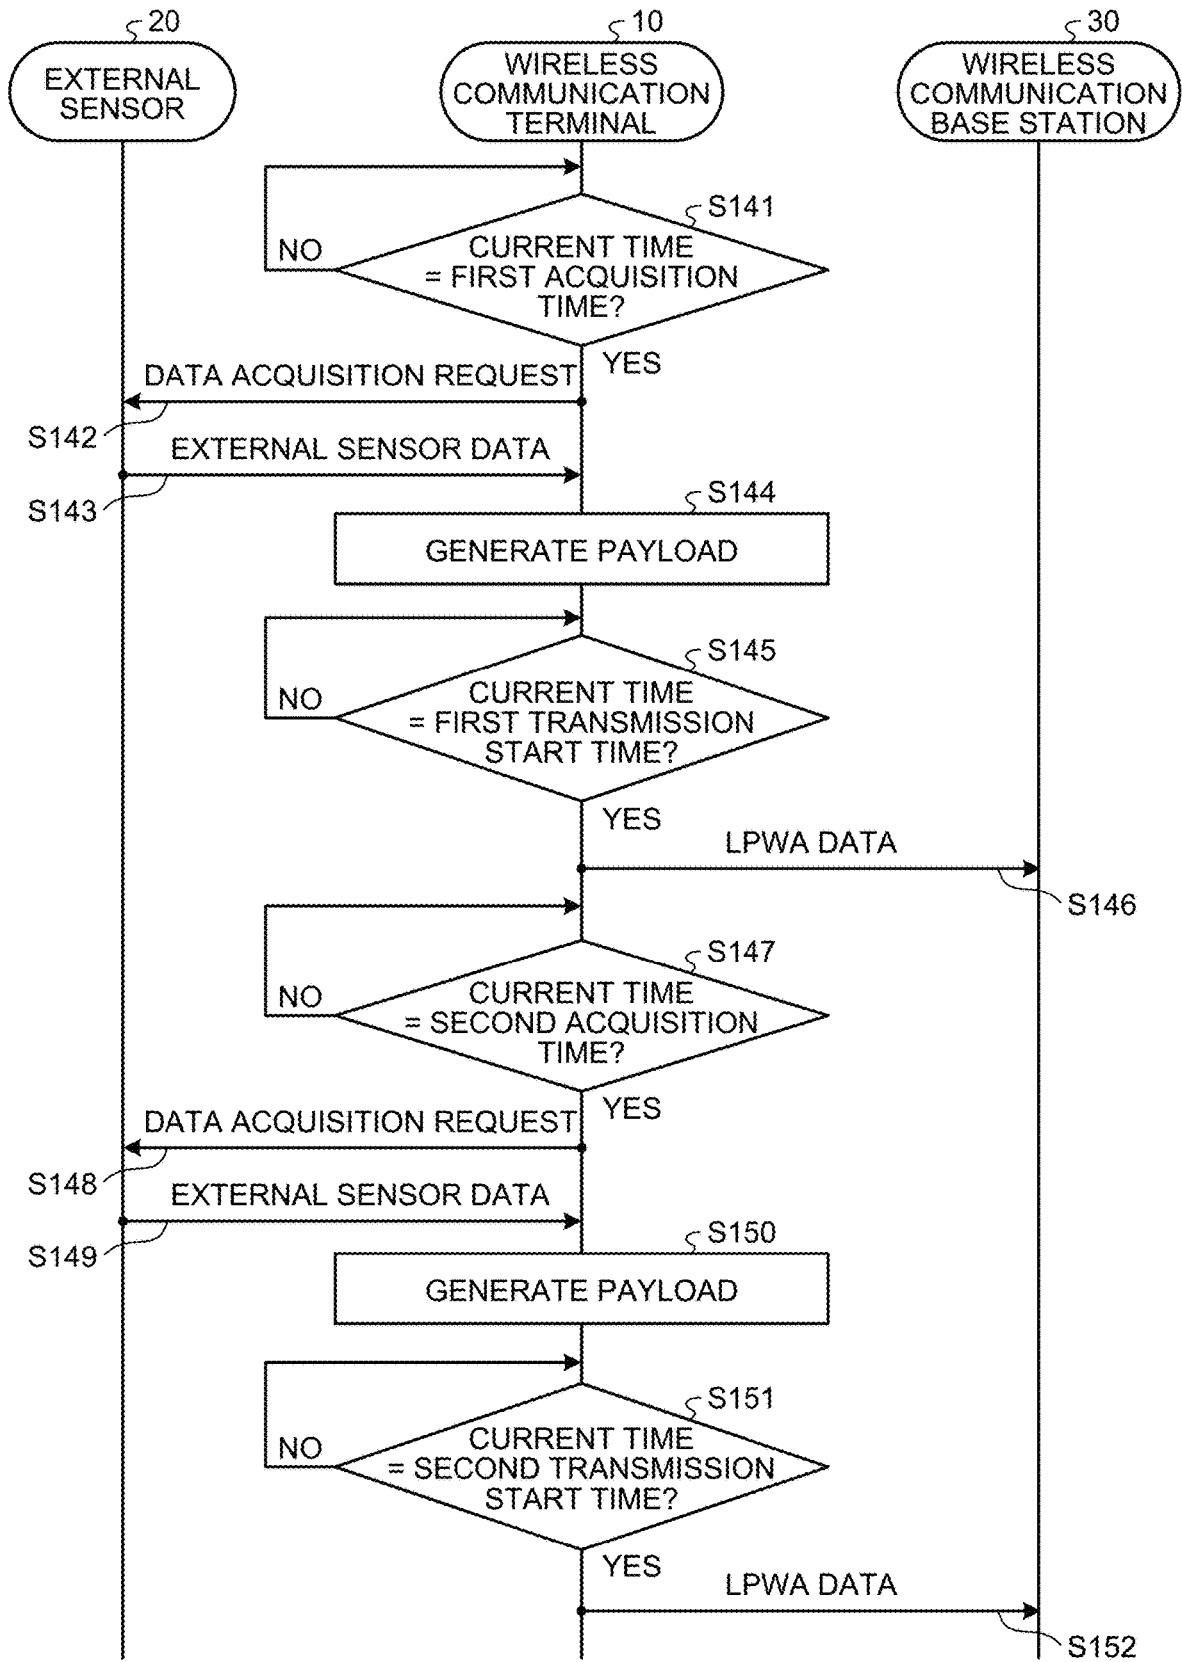 20
10
30
EXTERNAL
SENSOR
WIRELESS
COMMUNICATION
TERMINAL
WIRELESS
COMMUNICATION
BASE STATION
S141
CURRENT TIME
= FIRST ACQUISITION
TIME?
NO
YES
DATA ACQUISITION REQUEST
S142
EXTERNAL SENSOR DATA
S143
S144
GENERATE PAYLOAD
S145
CURRENT TIME
= FIRST TRANSMISSION
START TIME?
NO
YES
LPWA DATA
S146
S147
CURRENT TIME
= SECOND ACQUISITION
TIME?
NO
YES
DATA ACQUISITION REQUEST
S148
EXTERNAL SENSOR DATA
S149
S150
GENERATE PAYLOAD
S151
CURRENT TIME
= SECOND TRANSMISSION
START TIME?
NO
YES
LPWA DATA
S152